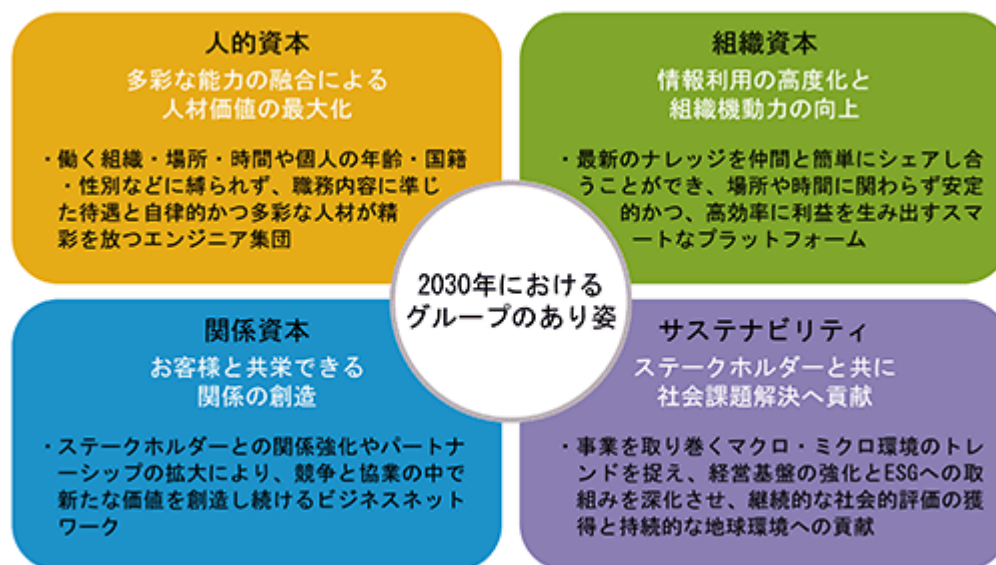 人的資本
多彩な能力の融合による
人材価値の最大化
・働く組織・場所・時間や個人の年齢・国籍
・性別などに縛られず、職務内容に準じ
た待遇と自律的かつ多彩な人材が精
彩を放つエンジニア集団
組織資本
情報利用の高度化と
組織機動力の向上
・最新のナレッジを仲間と簡単にシェアし合
うことができ、場所や時間に関わらず安定
的かつ、高効率に利益を生み出すスマ
ートなプラットフォーム
2030年における
グループのあり姿
関係資本
お客様と共栄できる
関係の創造
・ステークホルダーとの関係強化やパートナ
ーシップの拡大により、競争と協業の中で
新たな価値を創造し続けるビジネスネット
ワーク
サステナビリティ
ステークホルダーと共に
社会課題解決へ貢献
・事業を取り巻くマクロ・ミクロ環境のトレ
ンドを捉え、経営基盤の強化とESGへの取
組みを深化させ、継続的な社会的評価の獲
得と持続的な地球環境への貢献